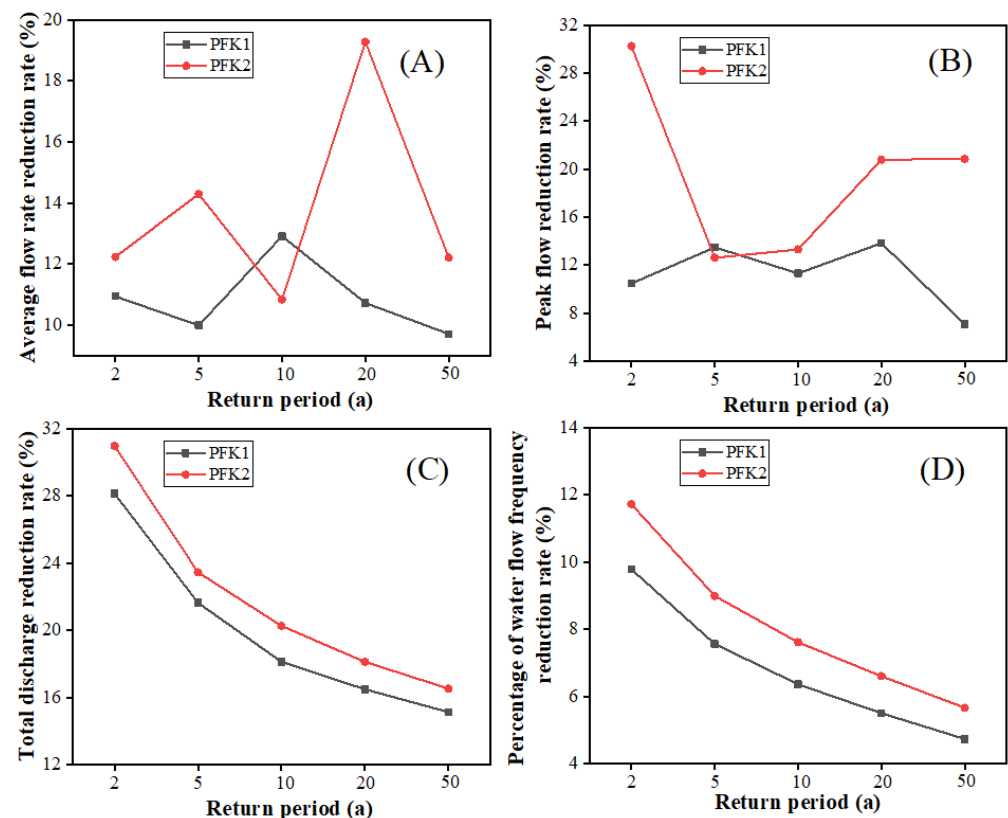 Average flow rate reduction rate (%)
20
18
16
14
12
10
PFK1
PFK2
(A)
2 5 10 20 50
Return period (a)
Peak flow reduction rate (%)
32
28
24
20
16
12
8
4
PFK1
PFK2
(B)
2 5 10 20 50
Return period (a)
Total discharge reduction rate (%)
32
28
24
20
16
12
PFK1
PFK2
(C)
2 5 10 20 50
Return period (a)
Percentage of water flow frequency
reduction rate (%)
14
12
10
8
6
4
PFK1
PFK2
(D)
2 5 10 20 50
Return period (a)